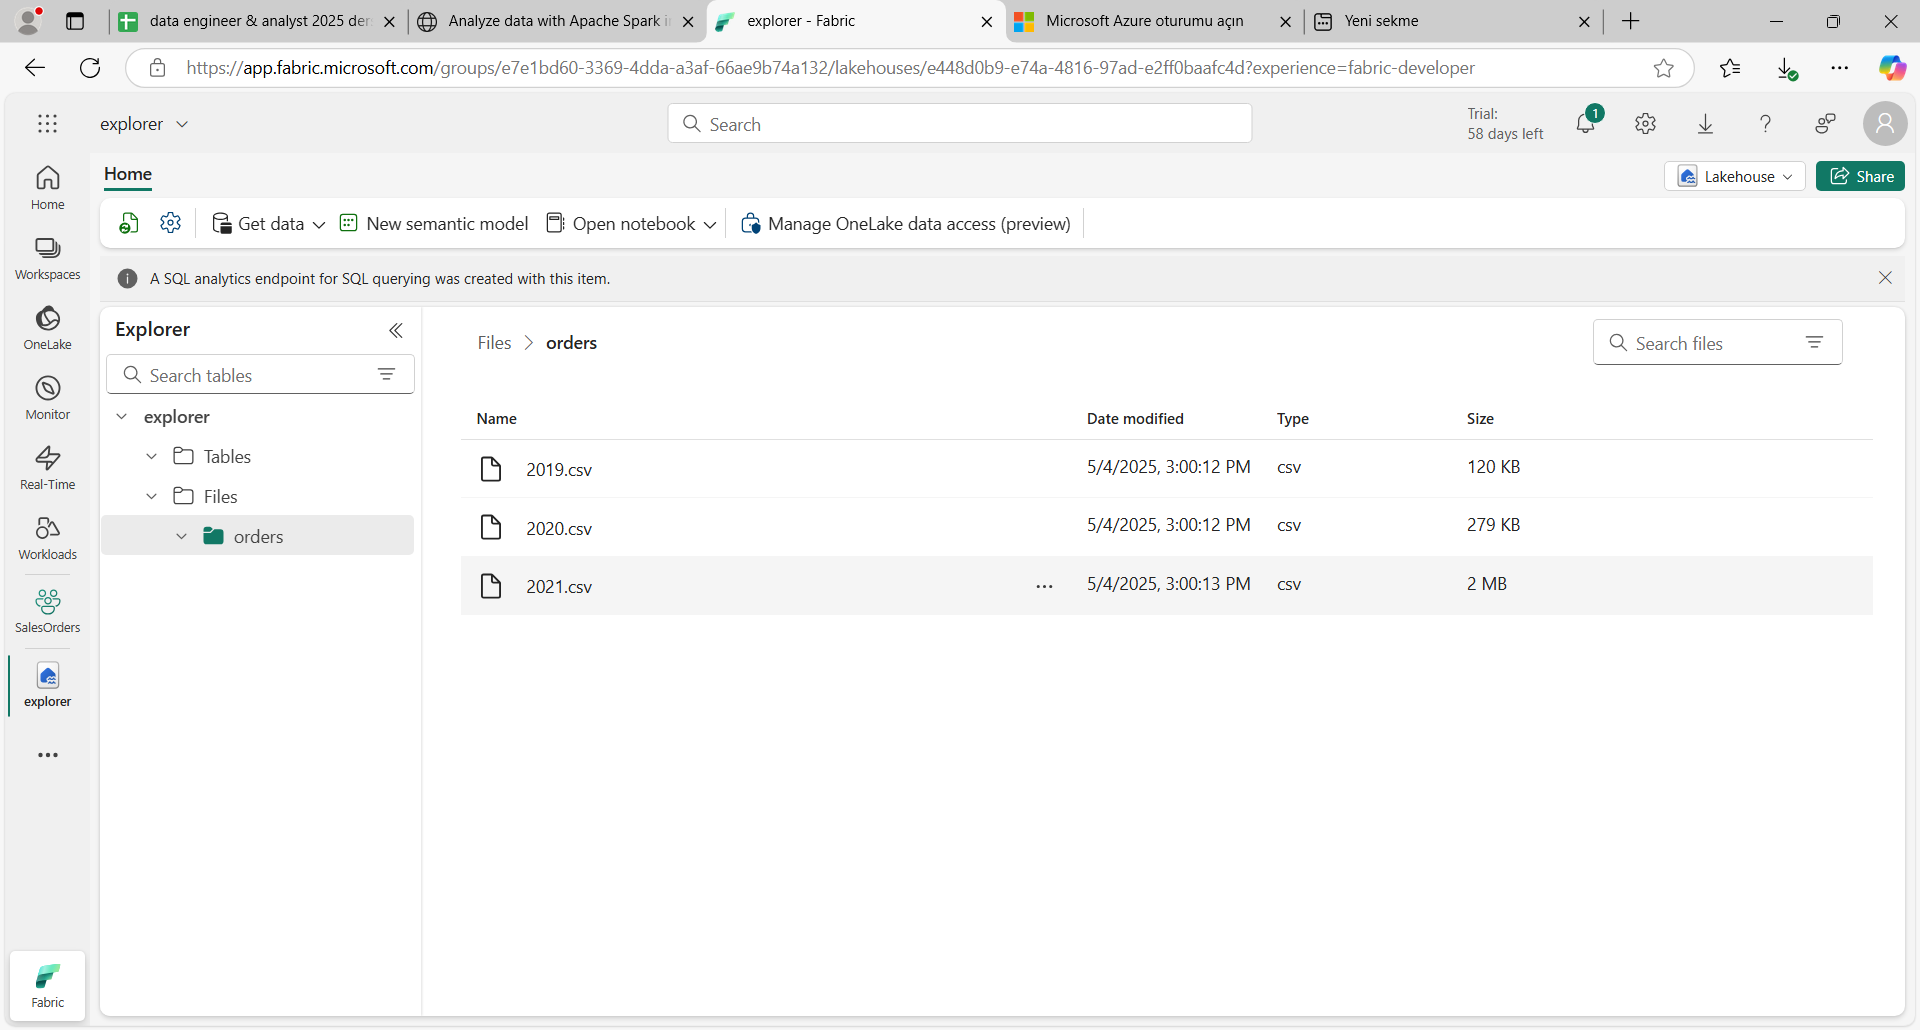 data engineer & analyst 2025 der
Analyze data with Apache Spark i
explorer - Fabric
Microsoft Azure oturumu açın
Yeni sekme
https://app.fabric.microsoft.com/groups/e7e1bd60-3369-4dda-a3af-66ae9b74a132/lakehouses/e448d0b9-e74a-4816-97ad-e2ff0baafc4d?experience=fabric-developer
explorer
Search
Trial:
58 days left
1
Home
Lakehouse
Share
Get data
New semantic model
Open notebook
Manage OneLake data access (preview)
A SQL analytics endpoint for SQL querying was created with this item.
Home
Workspaces
OneLake
Monitor
Real-Time
Workloads
SalesOrders
explorer
Fabric
Explorer
Search tables
explorer
Tables
Files
orders
Files > orders
Search files
Name Date modified Type Size
2019.csv 5/4/2025, 3:00:12 PM csv 120 KB
2020.csv 5/4/2025, 3:00:12 PM csv 279 KB
2021.csv ... 5/4/2025, 3:00:13 PM csv 2 MB